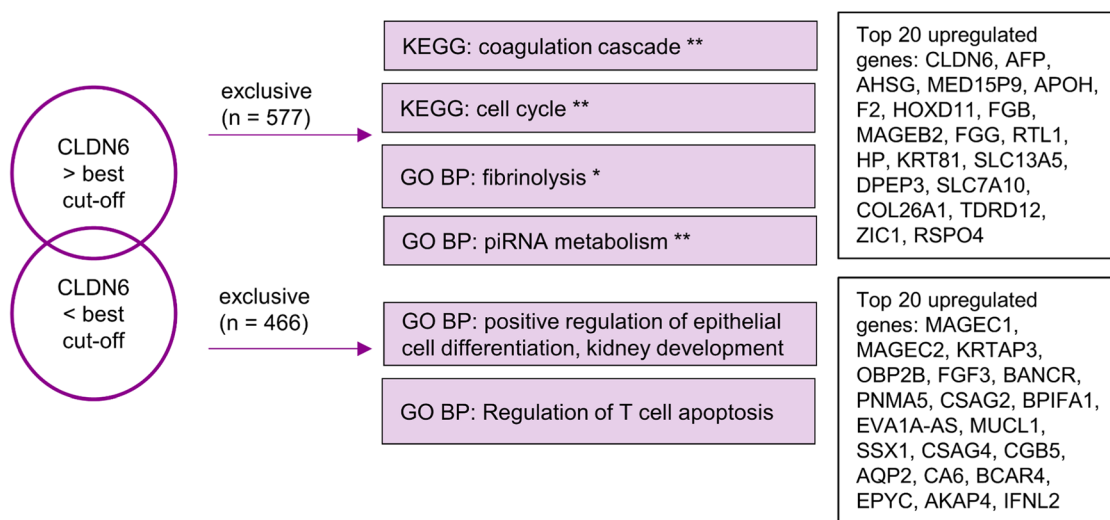 CLDN6
> best
cut-off
exclusive
(n = 577)
KEGG: coagulation cascade **
KEGG: cell cycle **
GO BP: fibrinolysis *
GO BP: piRNA metabolism **
Top 20 upregulated
genes: CLDN6, AFP,
AHSG, MED15P9, APOH,
F2, HOXD11, FGB,
MAGEB2, FGG, RTL1,
HP, KRT81, SLC13A5,
DPEP3, SLC7A10,
COL26A1, TDRD12,
ZIC1, RSPO4
CLDN6
< best
cut-off
exclusive
(n = 466)
GO BP: positive regulation of epithelial
cell differentiation, kidney development
GO BP: Regulation of T cell apoptosis
Top 20 upregulated
genes: MAGEC1,
MAGEC2, KRTAP3,
OBP2B, FGF3, BANCR,
PNMA5, CSAG2, BPIFA1,
EVA1A-AS, MUCL1,
SSX1, CSAG4, CGB5,
AQP2, CA6, BCAR4,
EPYC, AKAP4, IFNL2